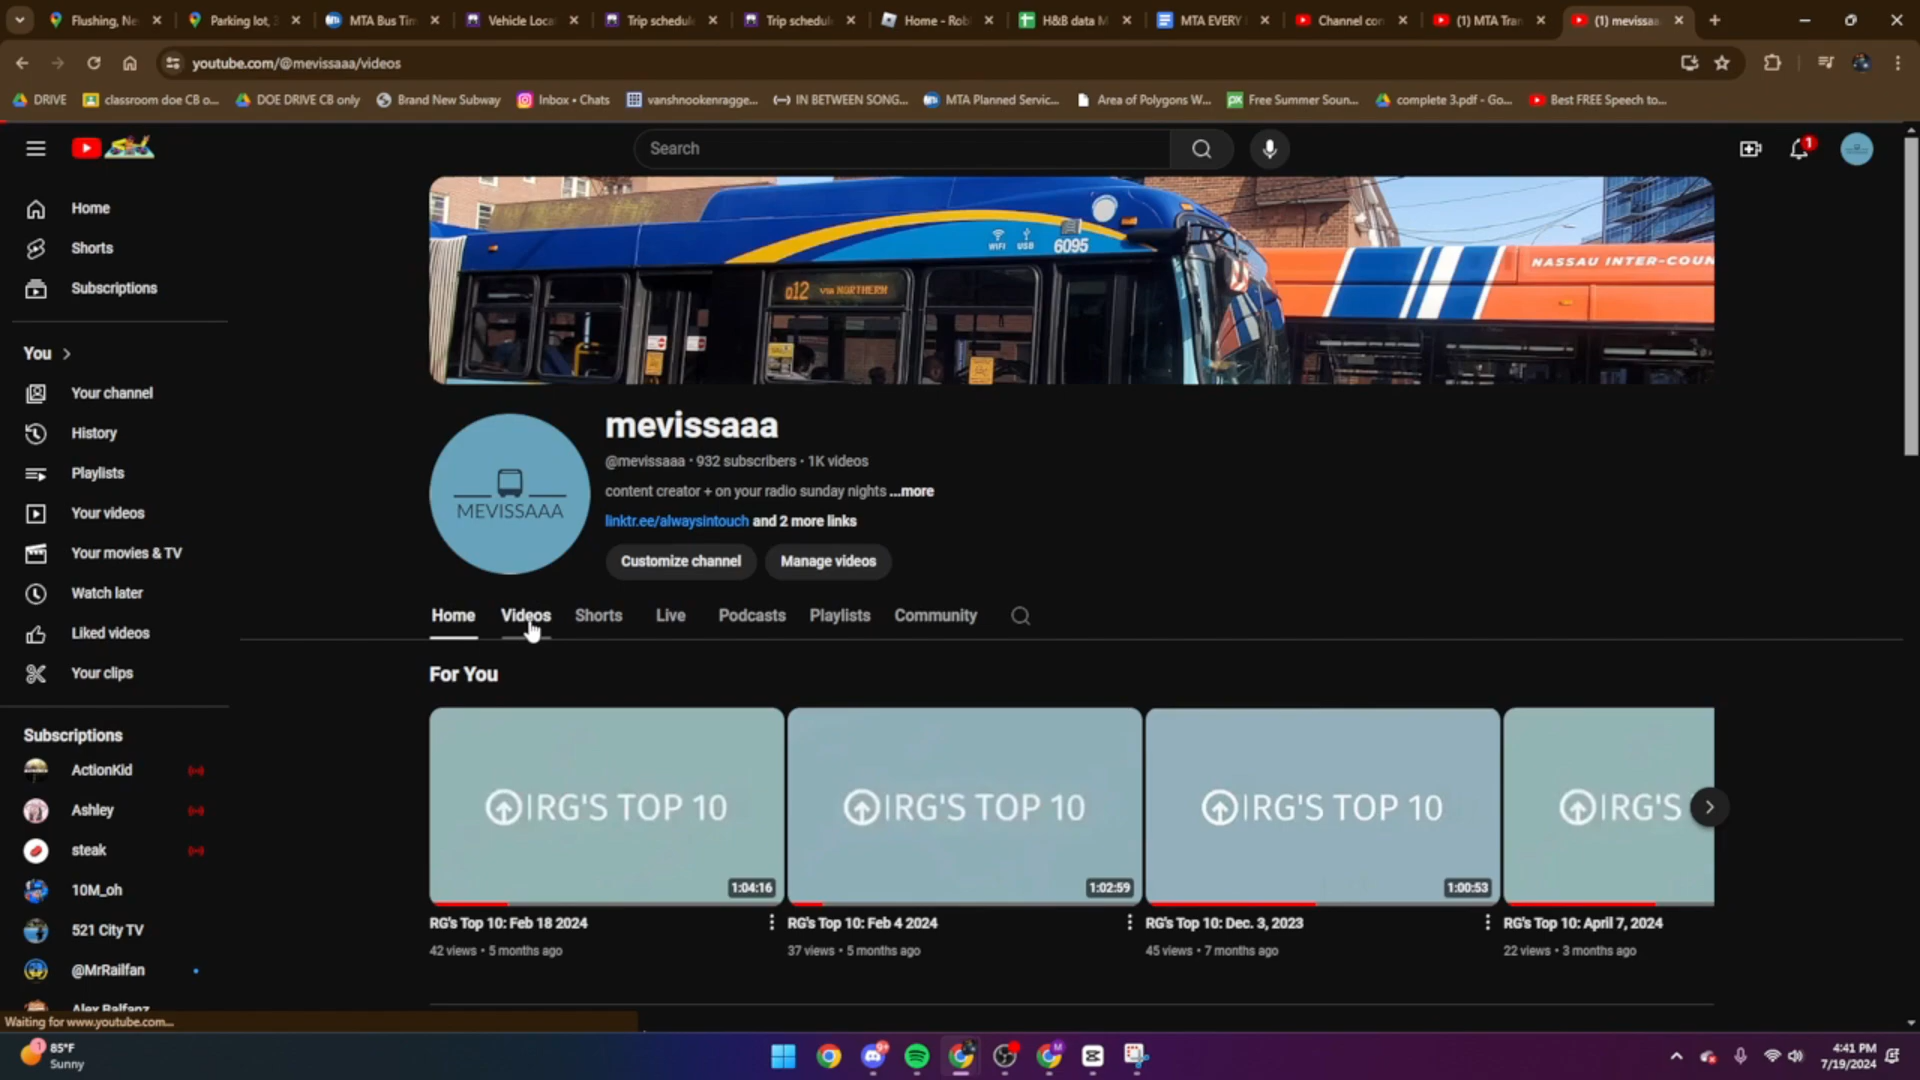 Flushing, Ne
Parking lot, 3
MTA Bus Tim
Vehicle Loca
Trip schedul
Trip schedul
Home - Rob
H&B data M
MTA EVERY
Channel con
(1) MTA Tran
(1) mevissaa
youtube.com/@mevissaaa/videos
DRIVE
classroom doe CB o...
DOE DRIVE CB only
Brand New Subway
Inbox • Chats
vanshnookenragge...
IN BETWEEN SONG...
MTA Planned Servic...
Area of Polygons W...
Free Summer Soun...
complete 3.pdf - Go...
Best FREE Speech to...
Search
1
Home
Shorts
Subscriptions
You
Your channel
History
Playlists
Your videos
Your movies & TV
Watch later
Liked videos
Your clips
Subscriptions
ActionKid
Ashley
steak
10M_oh
521 City TV
@MrRailfan
Alex Ralfanz
WIFI USB 6095
Q12 VIA NORTHERN
NASSAU INTER-COUN
MEVISSAAA
mevissaaa
@mevissaaa • 932 subscribers • 1K videos
content creator + on your radio sunday nights ...more
linktr.ee/alwaysintouch and 2 more links
Customize channel
Manage videos
Home
Videos
Shorts
Live
Podcasts
Playlists
Community
For You
IRG'S TOP 10
1:04:16
IRG'S TOP 10
1:02:59
IRG'S TOP 10
1:00:53
IRG'S
RG's Top 10: Feb 18 2024
42 views • 5 months ago
RG's Top 10: Feb 4 2024
37 views • 5 months ago
RG's Top 10: Dec. 3, 2023
45 views • 7 months ago
RG's Top 10: April 7, 2024
22 views • 3 months ago
Waiting for www.youtube.com...
1
85°F
Sunny
4:41 PM
7/19/2024